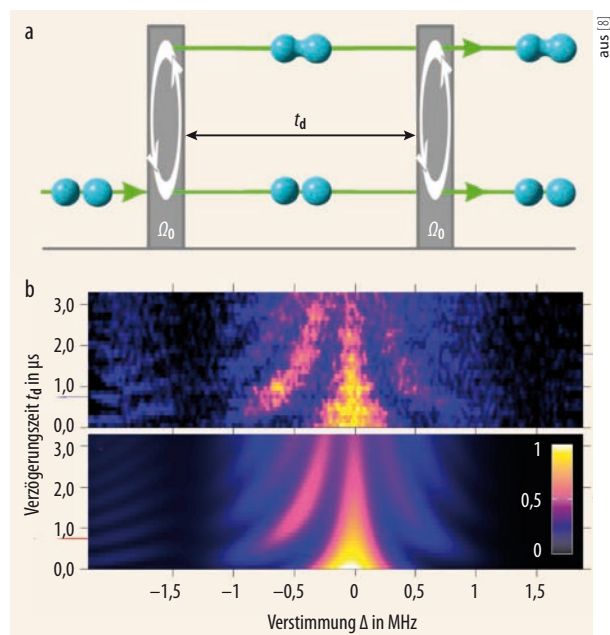 a
aus [8]
t_d
Ω₀ Ω₀
b
Verzögerungszeit t_d in µs
3,0
2,0
1,0
0,0
3,0
2,0
1,0
0,0
1
0,5
0
−1,5 −1 −0,5 0 0,5 1 1,5
Verstimmung Δ in MHz